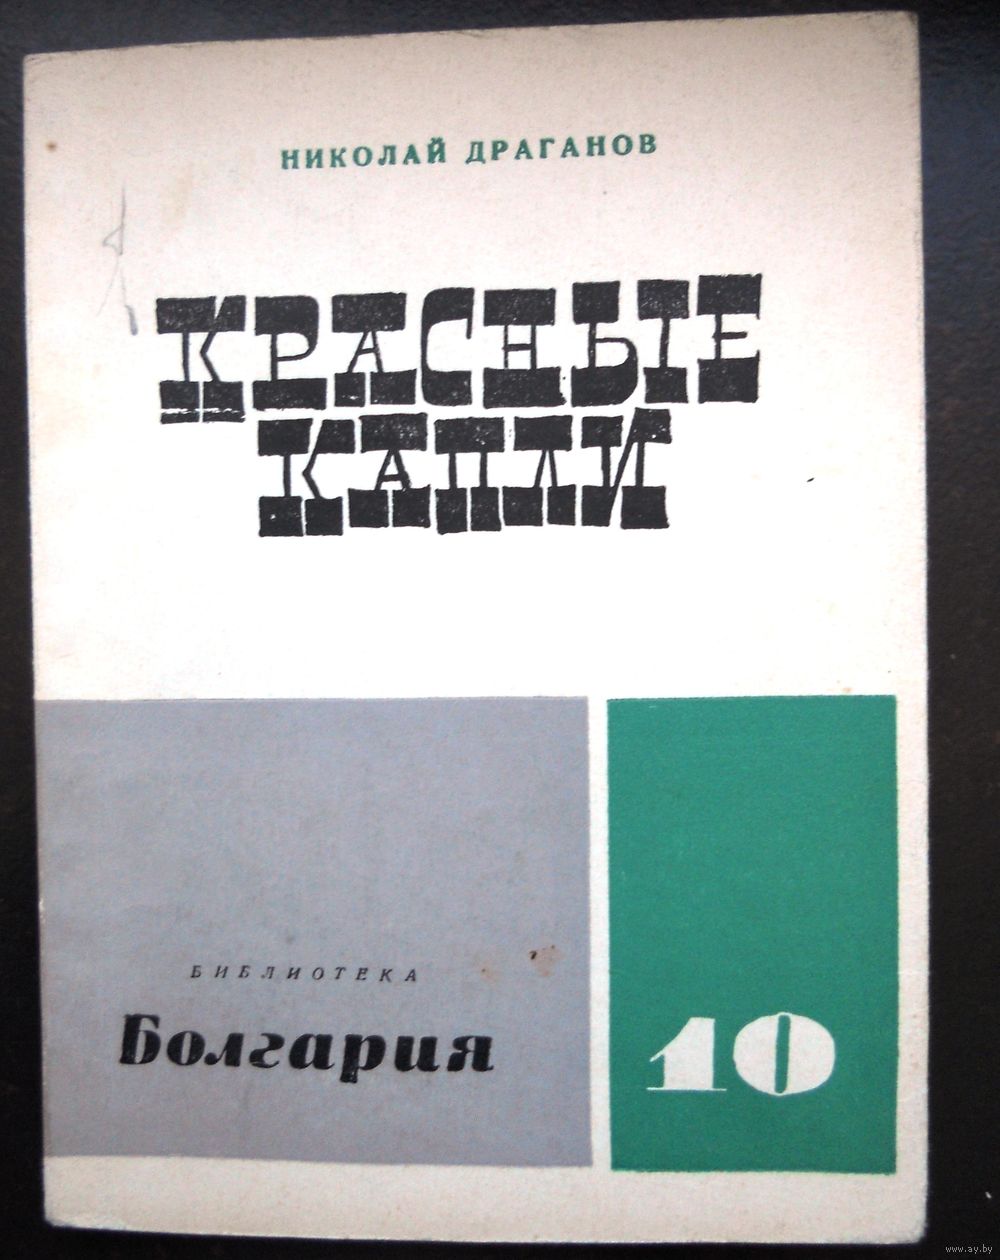 НИКОЛАЙ ДРАГАНОВ
КРАСНЫЕ
КАПЛИ
БИБЛИОТЕКА
Болгария
10
www.ay.by